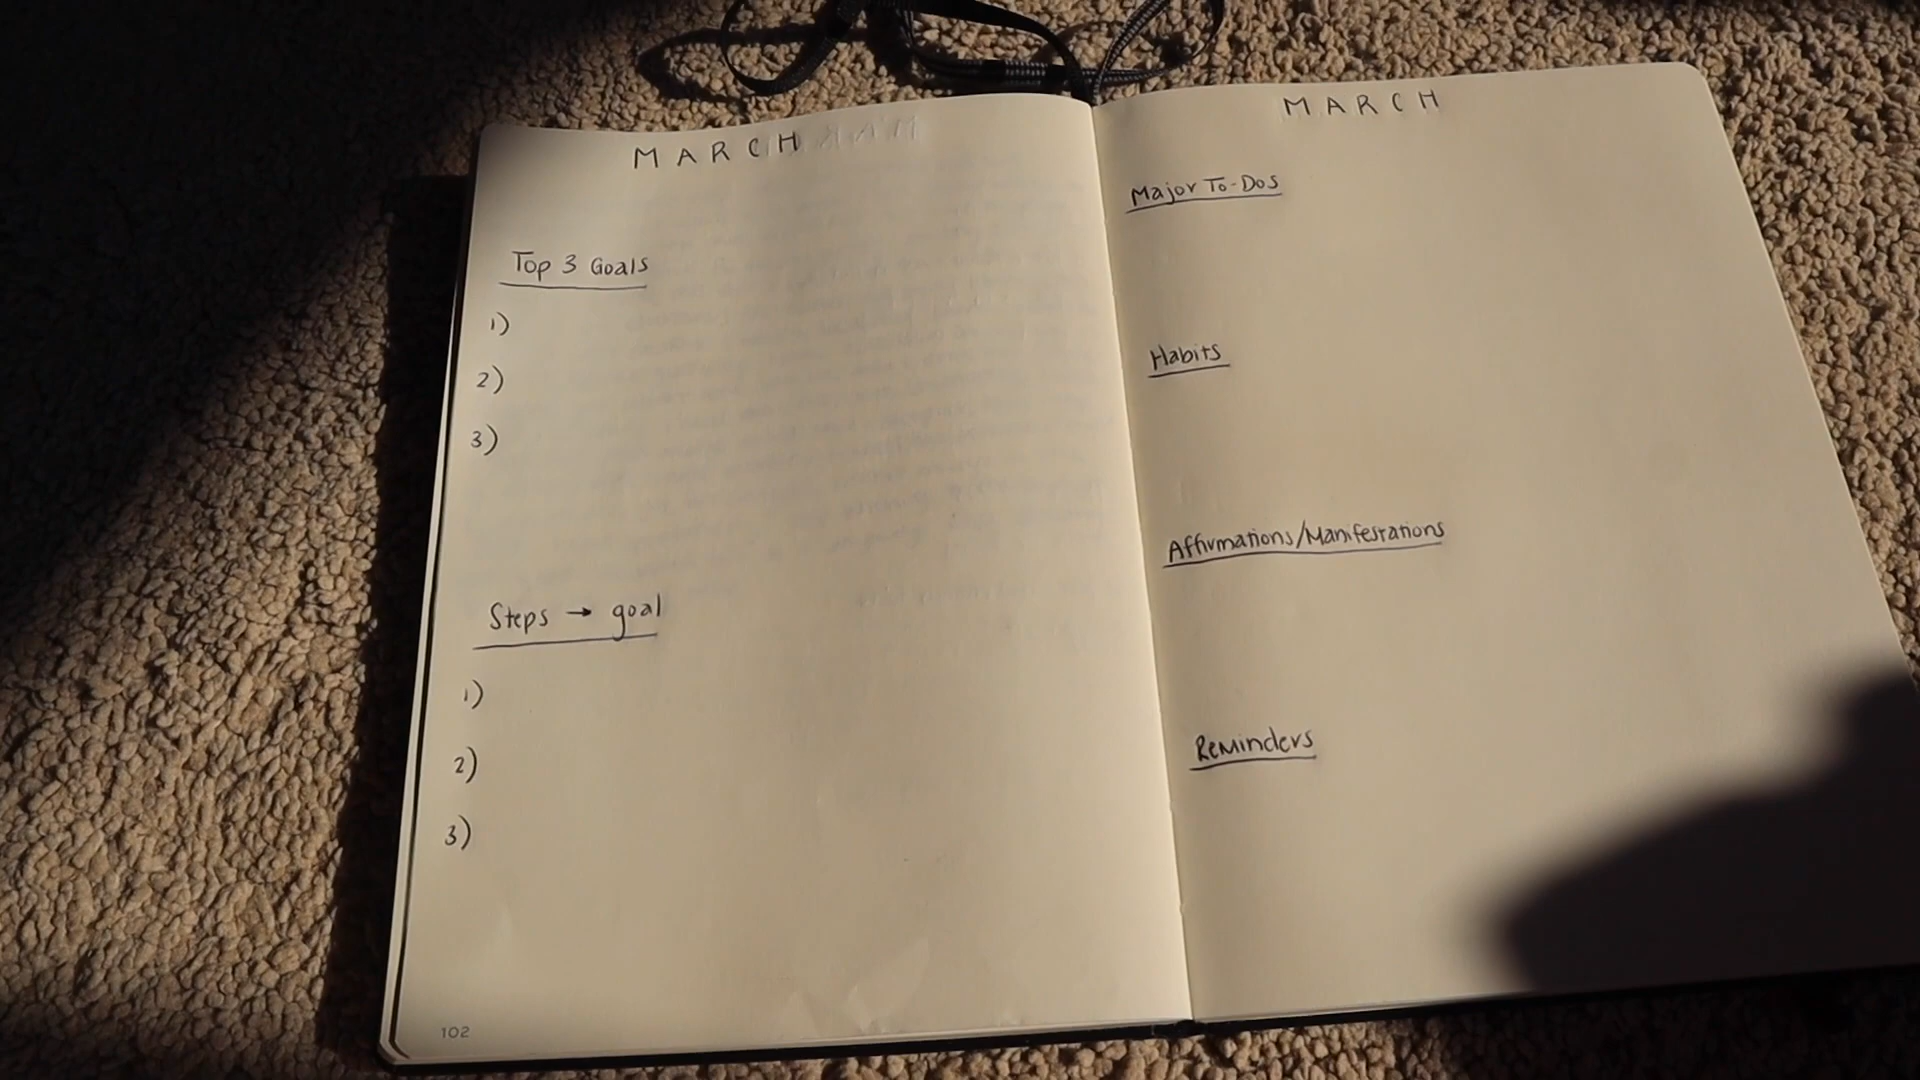 MARCH
Top 3 Goals
1)
2)
3)
Steps → goal
1)
2)
3)
102
MARCH
Major To-Dos
Habits
Affirmations/Manifestations
Reminders